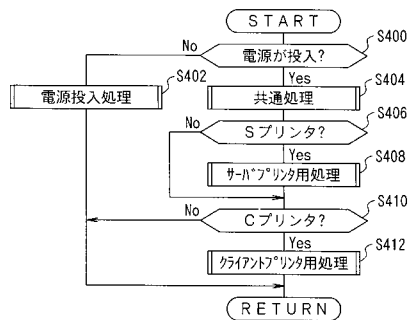 START
S400
No
電源が投入?
S402
Yes
S404
電源投入処理
共通処理
S406
No
Sプリンタ?
Yes
S408
サーバプリンタ用処理
S410
No
Cプリンタ?
Yes
S412
クライアントプリンタ用処理
RETURN